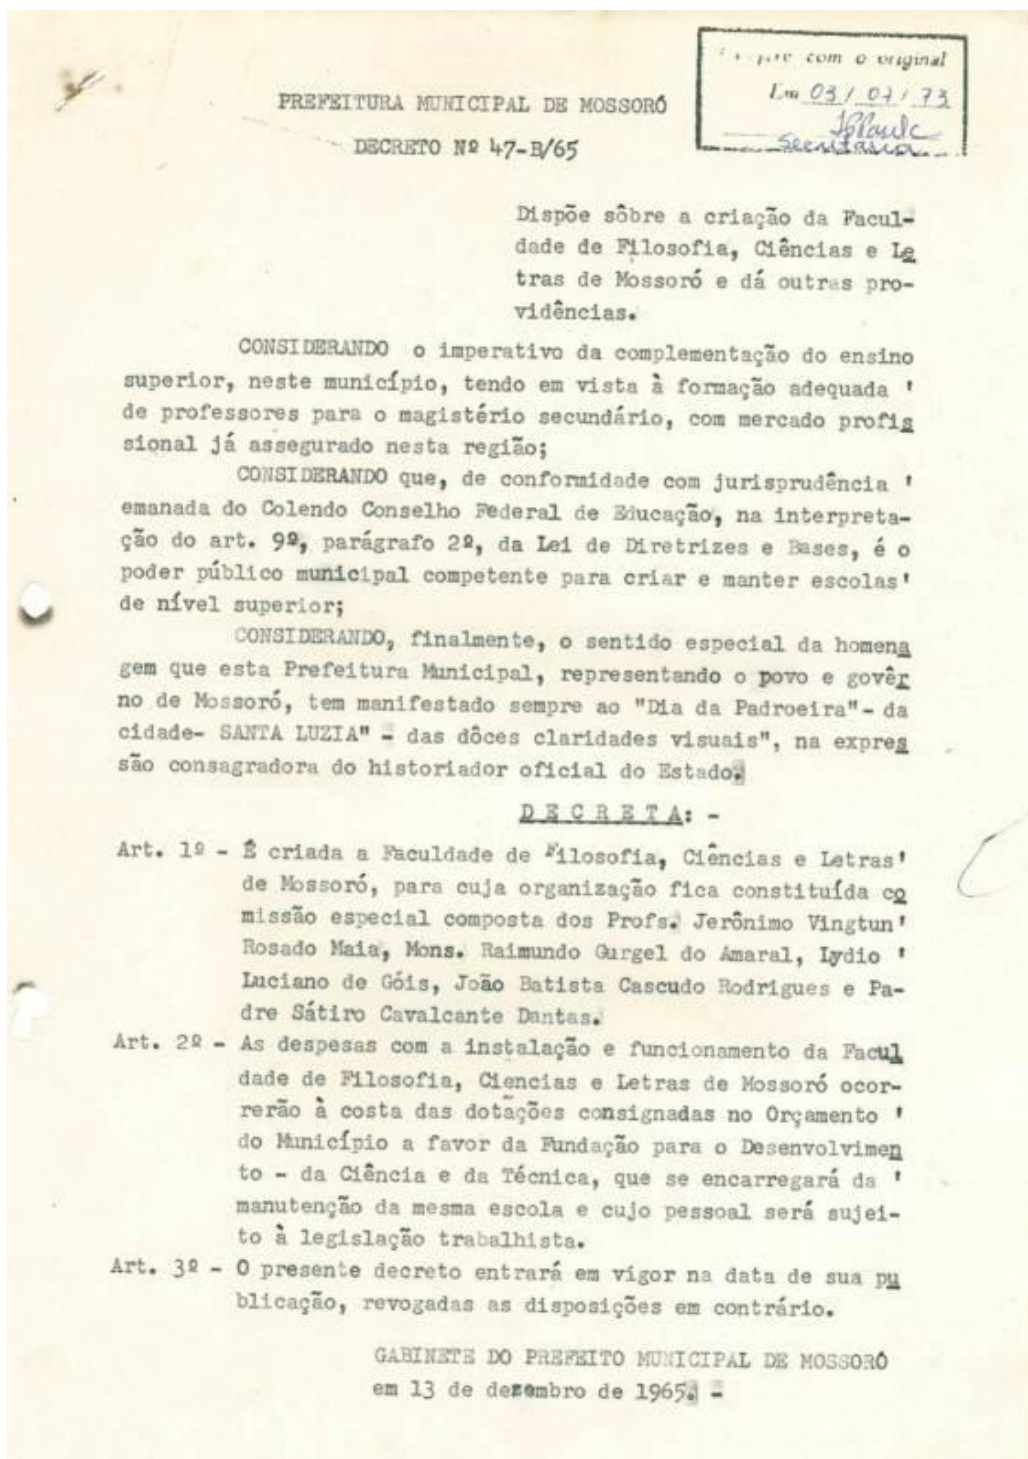 com o original
Em 03/07/73
Secretaria
PREFEITURA MUNICIPAL DE MOSSORÓ
DECRETO Nº 47-B/65
Dispõe sôbre a criação da Facul-
dade de Filosofia, Ciências e Le
tras de Mossoró e dá outras pro-
vidências.
CONSIDERANDO o imperativo da complementação do ensino
superior, neste município, tendo em vista à formação adequada '
de professores para o magistério secundário, com mercado profis
sional já assegurado nesta região;
CONSIDERANDO que, de conformidade com jurisprudência '
emanada do Colendo Conselho Federal de Educação, na interpreta-
ção do art. 9º, parágrafo 2º, da Lei de Diretrizes e Bases, é o
poder público municipal competente para criar e manter escolas'
de nível superior;
CONSIDERANDO, finalmente, o sentido especial da homena
gem que esta Prefeitura Municipal, representando o povo e govêr
no de Mossoró, tem manifestado sempre ao "Dia da Padroeira"- da
cidade- SANTA LUZIA" - das dôces claridades visuais", na expres
são consagradora do historiador oficial do Estado.
D E C R E T A: -
Art. 1º - É criada a Faculdade de Filosofia, Ciências e Letras'
de Mossoró, para cuja organização fica constituída co
missão especial composta dos Profs. Jerônimo Vingtun'
Rosado Maia, Mons. Raimundo Gurgel do Amaral, Lydio '
Luciano de Góis, João Batista Cascudo Rodrigues e Pa-
dre Sátiro Cavalcante Dantas.
Art. 2º - As despesas com a instalação e funcionamento da Facul
dade de Filosofia, Ciencias e Letras de Mossoró ocor-
rerão à costa das dotações consignadas no Orçamento '
do Município a favor da Fundação para o Desenvolvimen
to - da Ciência e da Técnica, que se encarregará da '
manutenção da mesma escola e cujo pessoal será sujei-
to à legislação trabalhista.
Art. 3º - O presente decreto entrará em vigor na data de sua pu
blicação, revogadas as disposições em contrário.
GABINETE DO PREFEITO MUNICIPAL DE MOSSORÓ
em 13 de dezembro de 1965. -